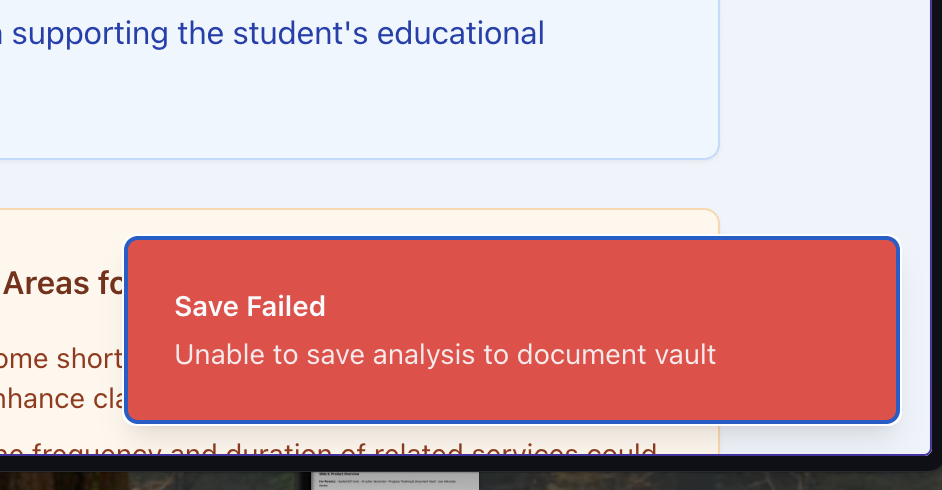 supporting the student's educational
Areas fo
ome short
nhance cla
ne frequency and duration of related services could
Save Failed
Unable to save analysis to document vault